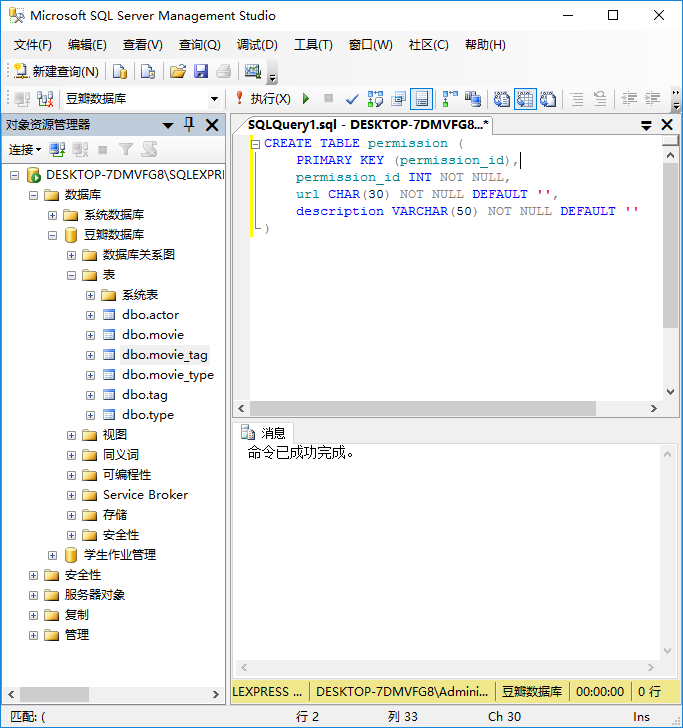 Microsoft SQL Server Management Studio
文件(F) 编辑(E) 查看(V) 查询(Q) 调试(D) 工具(T) 窗口(W) 社区(C) 帮助(H)
新建查询(N)
豆瓣数据库 执行(X)
对象资源管理器
连接
DESKTOP-7DMVFG8\SQLEXPRE
数据库
系统数据库
豆瓣数据库
数据库关系图
表
系统表
dbo.actor
dbo.movie
dbo.movie_tag
dbo.movie_type
dbo.tag
dbo.type
视图
同义词
可编程性
Service Broker
存储
安全性
学生作业管理
安全性
服务器对象
复制
管理
SQLQuery1.sql - DESKTOP-7DMVFG8...*
CREATE TABLE permission (
PRIMARY KEY (permission_id),
permission_id INT NOT NULL,
url CHAR(30) NOT NULL DEFAULT '',
description VARCHAR(50) NOT NULL DEFAULT ''
)
消息
命令已成功完成。
LEXPRESS ... DESKTOP-7DMVFG8\Admini... 豆瓣数据库 00:00:00 0 行
匹配: ( 行 2 列 33 Ch 30 Ins